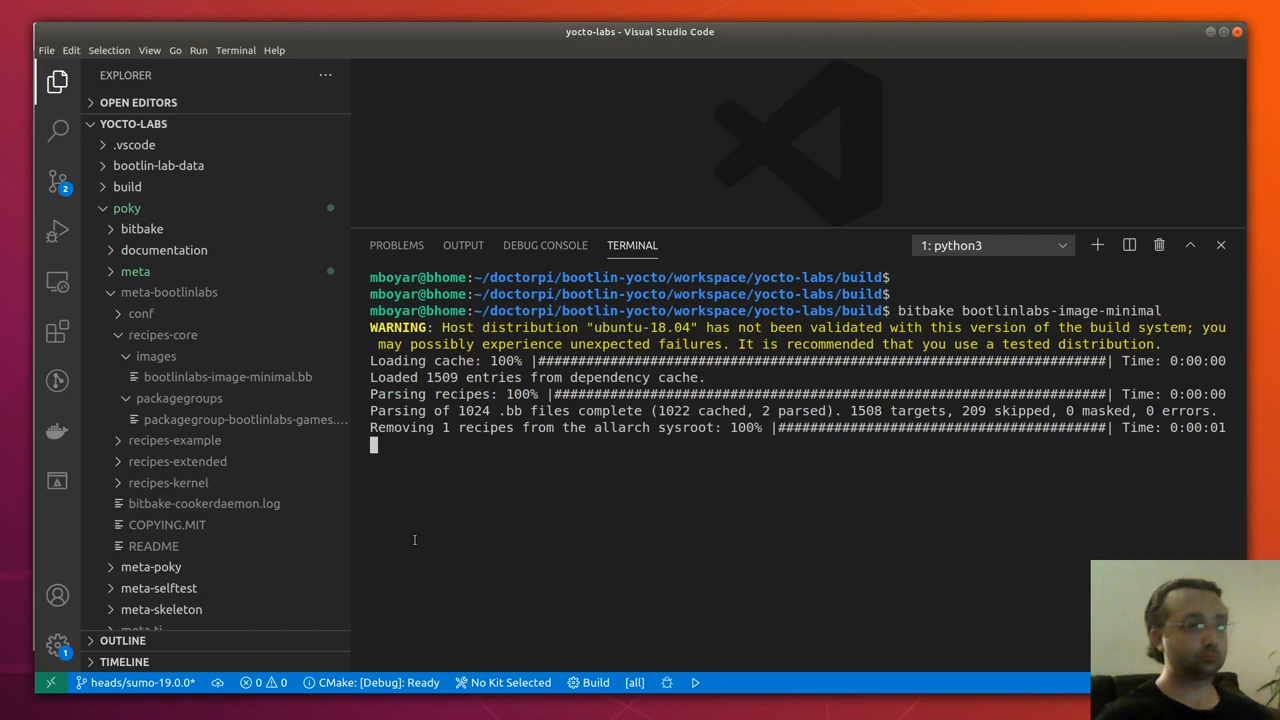 yocto-labs - Visual Studio Code
File Edit Selection View Go Run Terminal Help
EXPLORER
OPEN EDITORS
YOCTO-LABS
.vscode
bootlin-lab-data
build
poky
bitbake
documentation
meta
meta-bootlinlabs
conf
recipes-core
images
bootlinlabs-image-minimal.bb
packagegroups
packagegroup-bootlinlabs-games....
recipes-example
recipes-extended
recipes-kernel
bitbake-cookerdaemon.log
COPYING.MIT
README
meta-poky
meta-selftest
meta-skeleton
OUTLINE
TIMELINE
2
1
PROBLEMS OUTPUT DEBUG CONSOLE TERMINAL 1: python3
mboyar@bhome:~/doctorpi/bootlin-yocto/workspace/yocto-labs/build$
mboyar@bhome:~/doctorpi/bootlin-yocto/workspace/yocto-labs/build$
mboyar@bhome:~/doctorpi/bootlin-yocto/workspace/yocto-labs/build$ bitbake bootlinlabs-image-minimal
WARNING: Host distribution "ubuntu-18.04" has not been validated with this version of the build system; you
may possibly experience unexpected failures. It is recommended that you use a tested distribution.
Loading cache: 100% |#######################################################################| Time: 0:00:00
Loaded 1509 entries from dependency cache.
Parsing recipes: 100% |#####################################################################| Time: 0:00:00
Parsing of 1024 .bb files complete (1022 cached, 2 parsed). 1508 targets, 209 skipped, 0 masked, 0 errors.
Removing 1 recipes from the allarch sysroot: 100% |#########################################| Time: 0:00:01
heads/sumo-19.0.0* 0 0 CMake: [Debug]: Ready No Kit Selected Build [all]